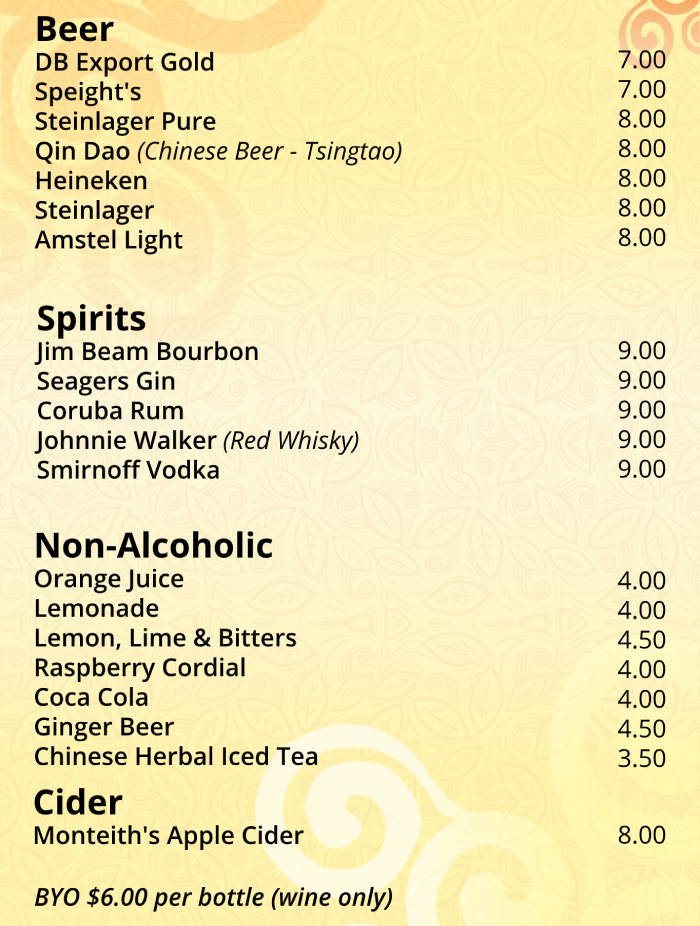 Beer
DB Export Gold 7.00
Speight's 7.00
Steinlager Pure 8.00
Qin Dao (Chinese Beer - Tsingtao) 8.00
Heineken 8.00
Steinlager 8.00
Amstel Light 8.00
Spirits
Jim Beam Bourbon 9.00
Seagers Gin 9.00
Coruba Rum 9.00
Johnnie Walker (Red Whisky) 9.00
Smirnoff Vodka 9.00
Non-Alcoholic
Orange Juice 4.00
Lemonade 4.00
Lemon, Lime & Bitters 4.50
Raspberry Cordial 4.00
Coca Cola 4.00
Ginger Beer 4.50
Chinese Herbal Iced Tea 3.50
Cider
Monteith's Apple Cider 8.00
BYO $6.00 per bottle (wine only)